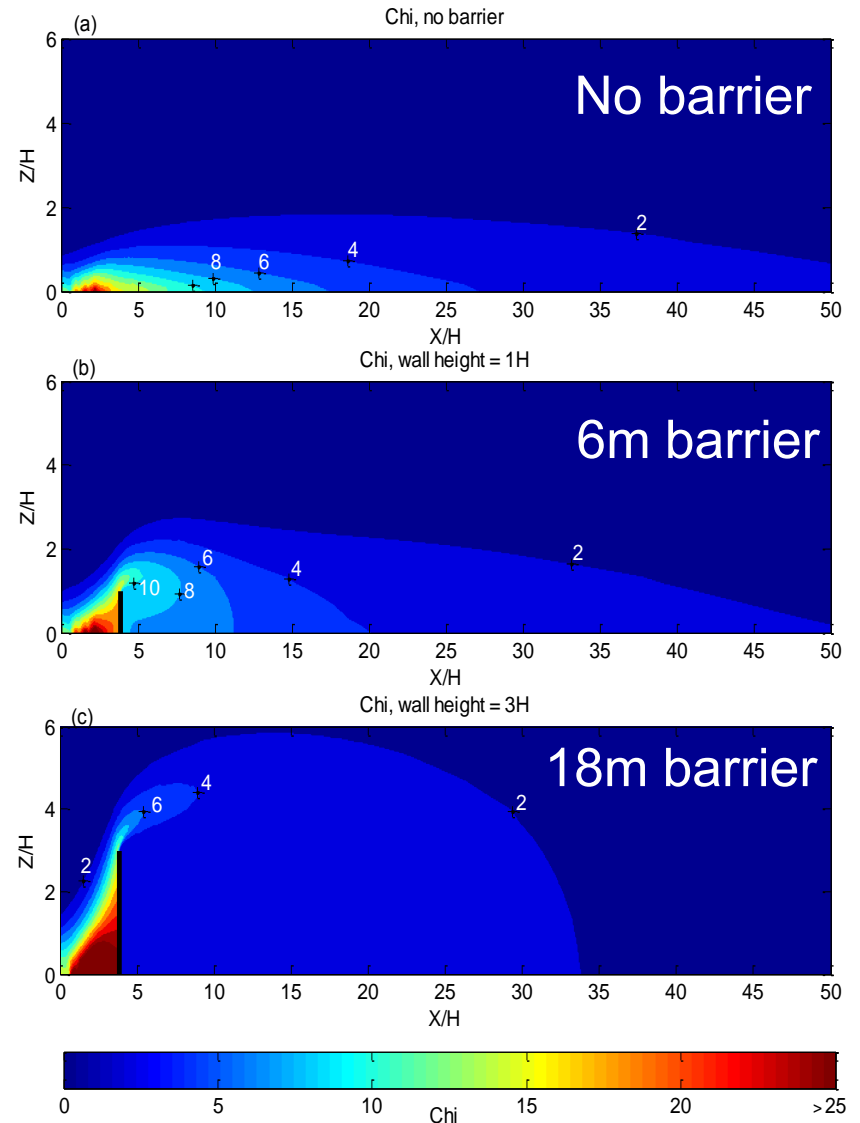 Chi, no barrier
(a)
No barrier
6
4
2
0
Z/H
8
6
4
2
0 5 10 15 20 25 30 35 40 45 50
X/H
Chi, wall height = 1H
(b)
6m barrier
6
4
2
0
Z/H
10
8
6
4
2
0 5 10 15 20 25 30 35 40 45 50
X/H
Chi, wall height = 3H
(c)
18m barrier
6
4
2
0
Z/H
2
6
4
2
0 5 10 15 20 25 30 35 40 45 50
X/H
0 5 10 15 20 >25
Chi